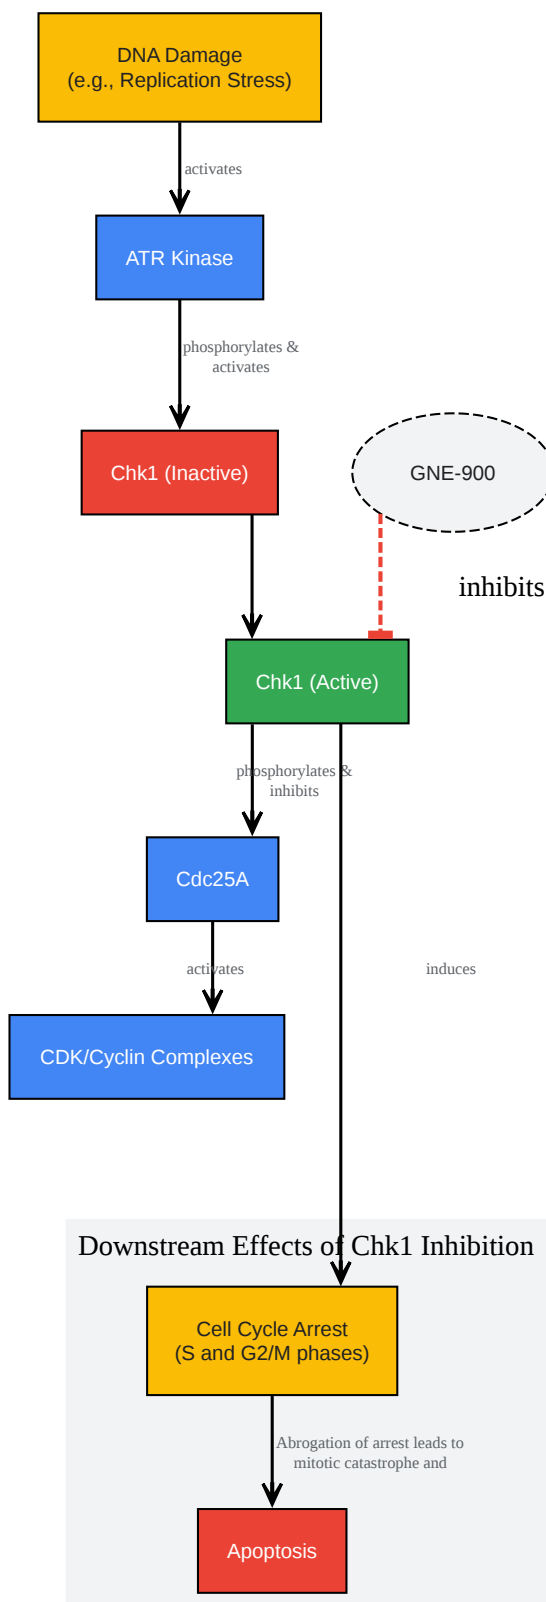 DNA Damage
(e.g., Replication Stress)
activates
ATR Kinase
phosphorylates &
activates
Chk1 (Inactive)
GNE-900
inhibits
Chk1 (Active)
phosphorylates &
inhibits
Cdc25A
activates
induces
CDK/Cyclin Complexes
Downstream Effects of Chk1 Inhibition
Cell Cycle Arrest
(S and G2/M phases)
Abrogation of arrest leads to
mitotic catastrophe and
Apoptosis